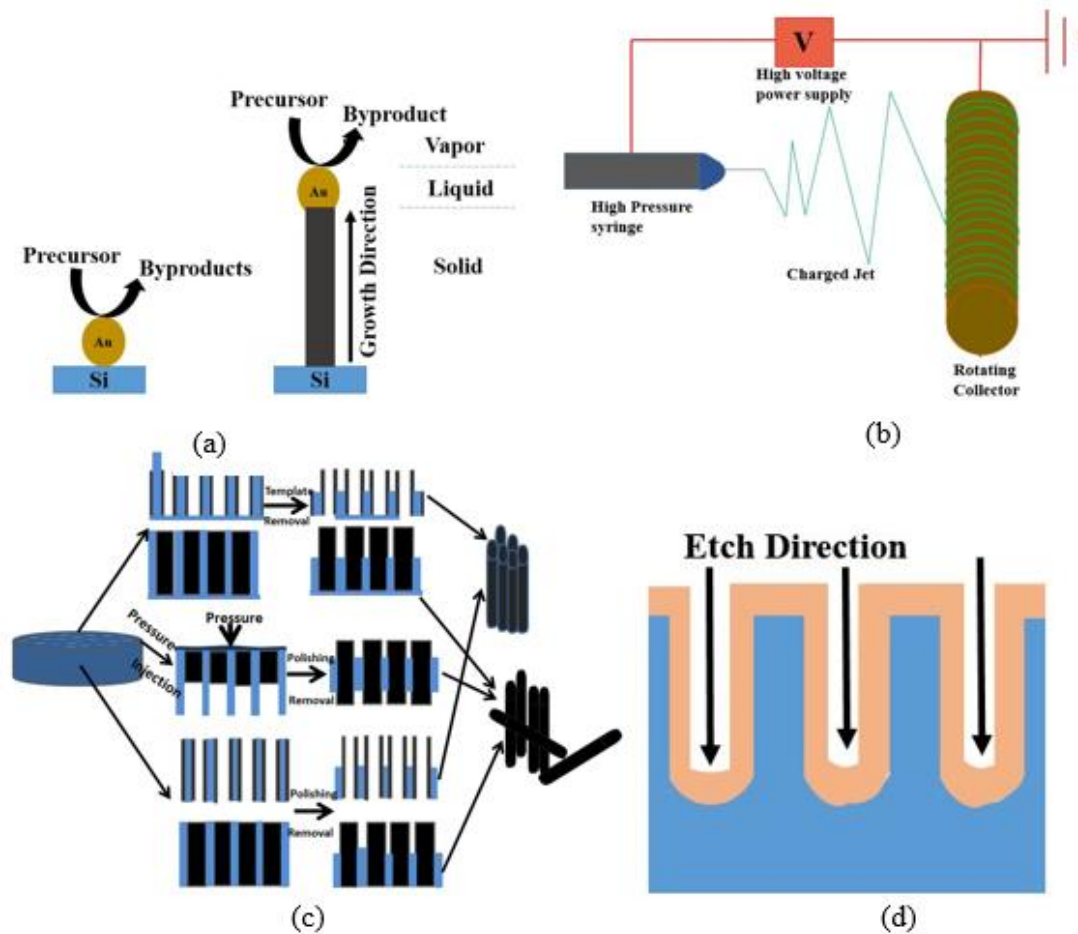 Precursor
Byproduct
Vapor
Au
Liquid
Growth Direction
Solid
Precursor
Byproducts
Au
Si
Si
(a)
V
High voltage
power supply
High Pressure
syringe
Charged Jet
Rotating
Collector
(b)
Template
Removal
Pressure
Injection
Pressure
Polishing
Removal
Polishing
Removal
(c)
Etch Direction
(d)